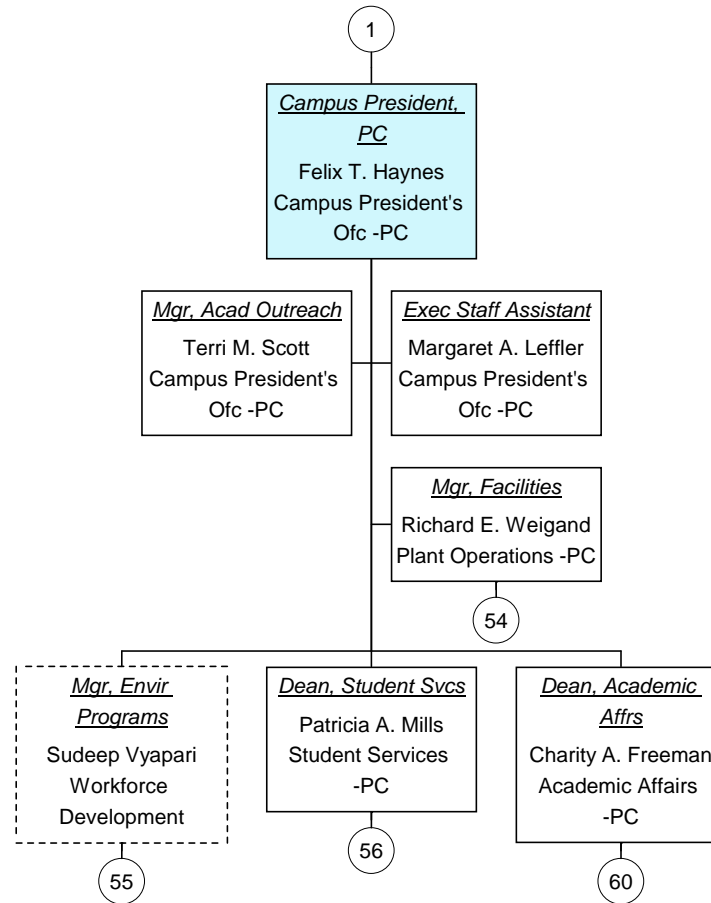 1
Campus President,
PC
Felix T. Haynes
Campus President's
Ofc -PC
Mgr, Acad Outreach
Terri M. Scott
Campus President's
Ofc -PC
Exec Staff Assistant
Margaret A. Leffler
Campus President's
Ofc -PC
Mgr, Facilities
Richard E. Weigand
Plant Operations -PC
54
Mgr, Envir
Programs
Sudeep Vyapari
Workforce
Development
55
Dean, Student Svcs
Patricia A. Mills
Student Services
-PC
56
Dean, Academic
Affrs
Charity A. Freeman
Academic Affairs
-PC
60